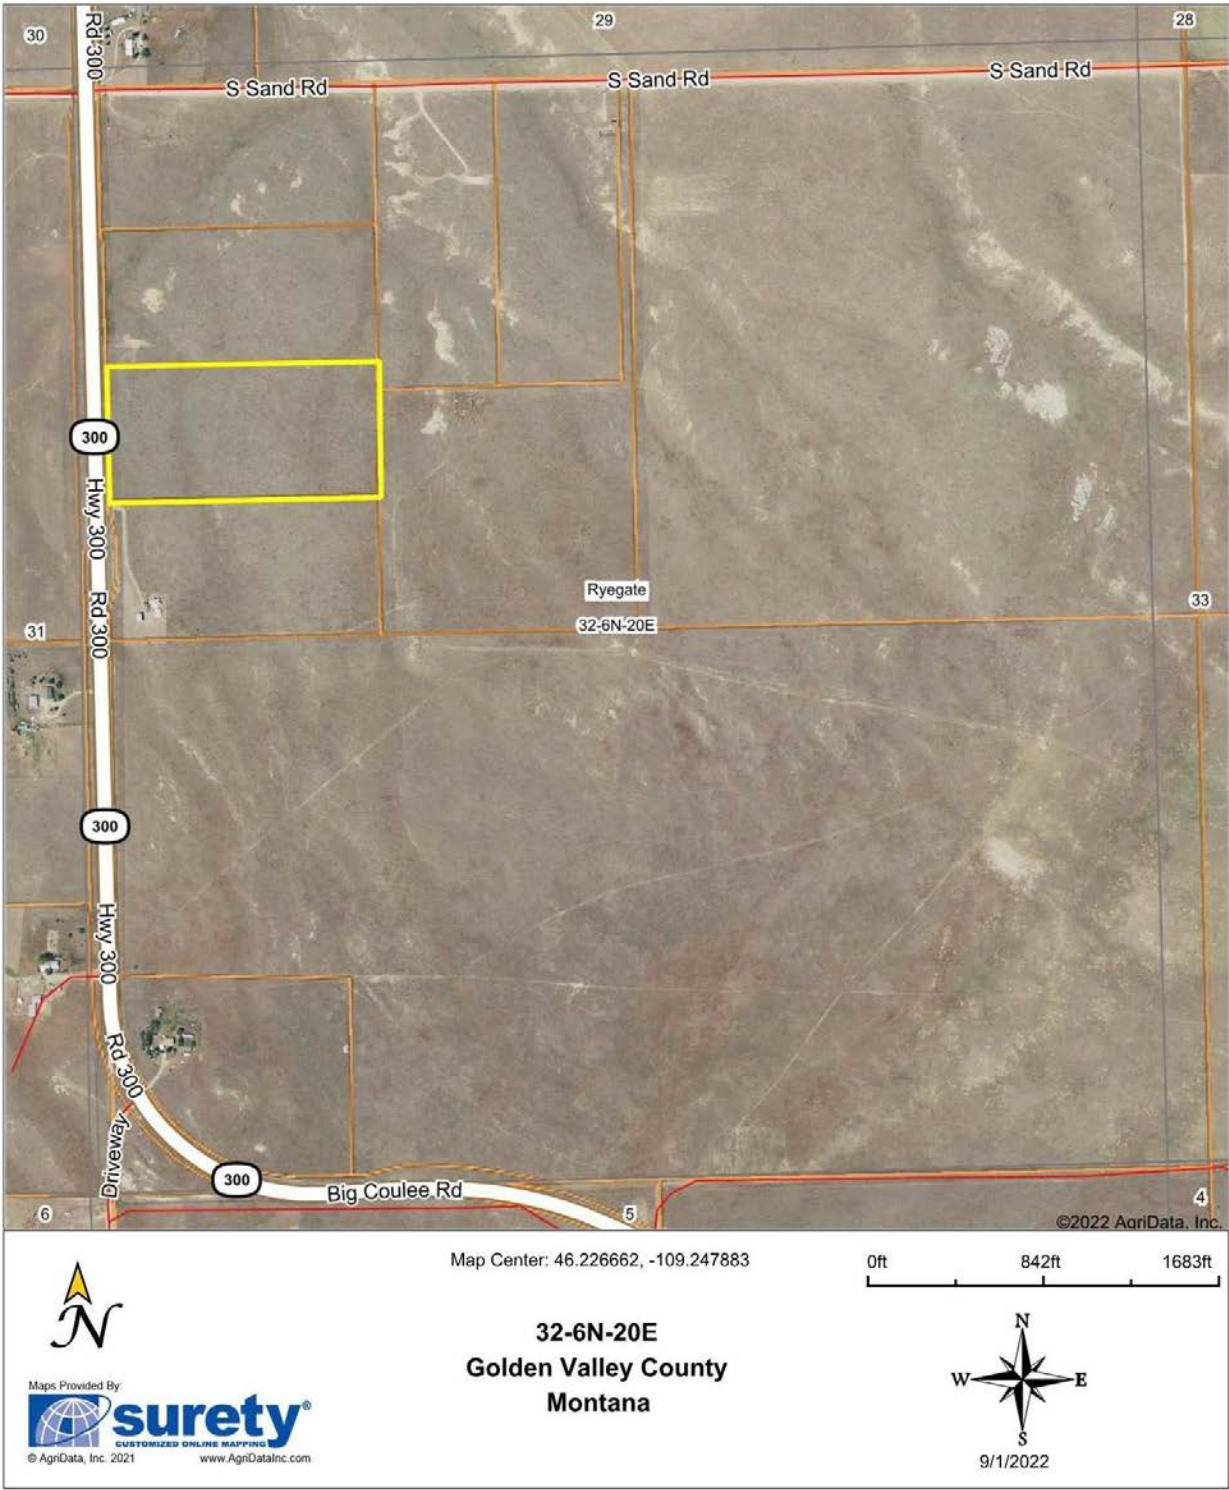 30
29
28
Rd 300
S Sand Rd
S Sand Rd
S Sand Rd
300
Hwy 300
Rd 300
Ryegate
32-6N-20E
31
33
300
Hwy 300
Rd 300
Driveway
300
Big Coulee Rd
6
5
4
©2022 AgriData, Inc.
Map Center: 46.226662, -109.247883
0ft 842ft 1683ft
N
32-6N-20E
Golden Valley County
Montana
N
W E
S
9/1/2022
Maps Provided By:
surety®
CUSTOMIZED ONLINE MAPPING
© AgriData, Inc. 2021 www.AgriDataInc.com